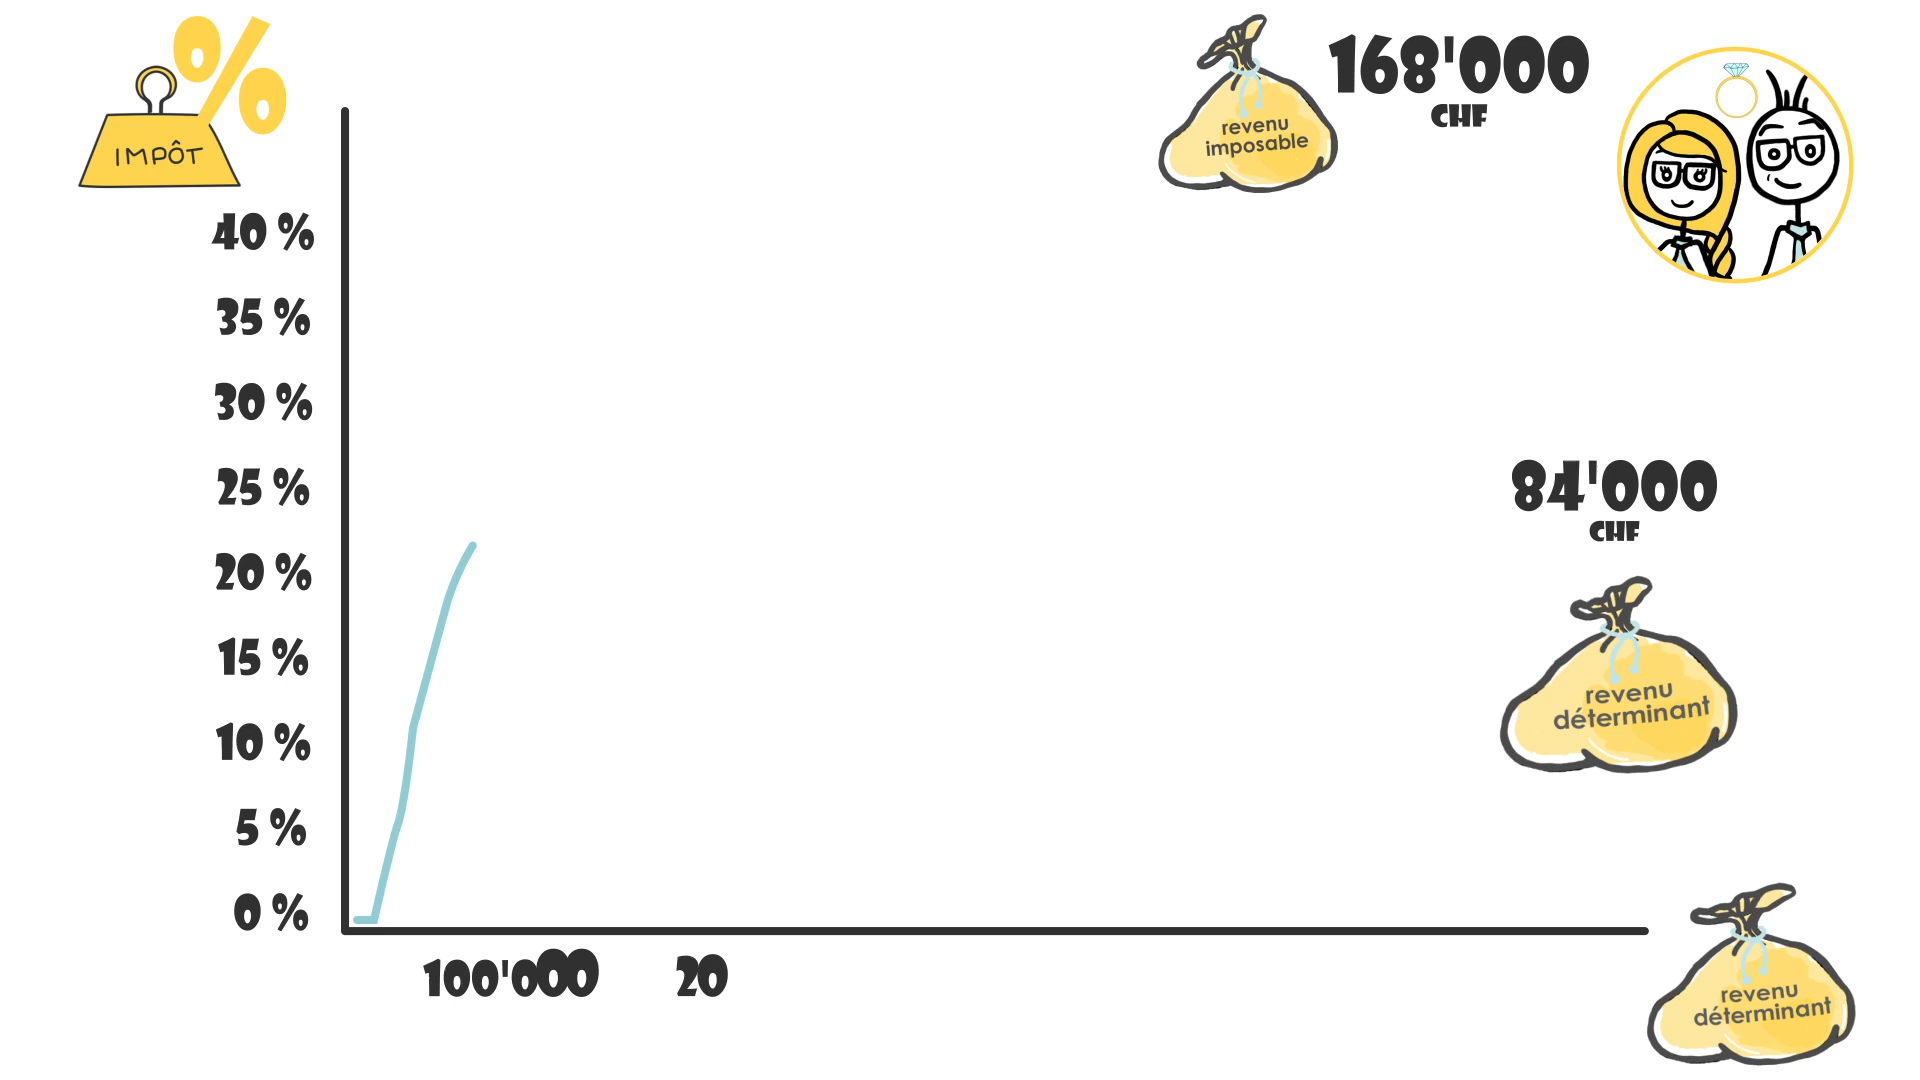 %
IMPÔT
168'000
CHF
revenu
imposable
40 %
35 %
30 %
25 %
20 %
15 %
10 %
5 %
0 %
84'000
CHF
revenu
déterminant
100'000
20
revenu
déterminant